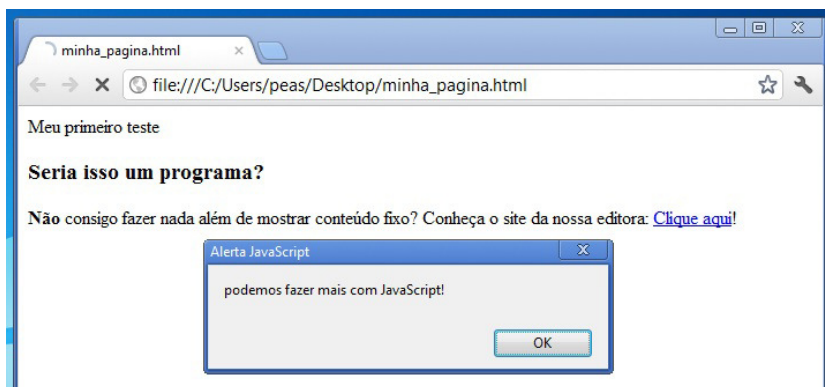 minha_pagina.html
file:///C:/Users/peas/Desktop/minha_pagina.html
Meu primeiro teste
Seria isso um programa?
Não consigo fazer nada além de mostrar conteúdo fixo? Conheça o site da nossa editora: Clique aqui!
Alerta JavaScript
podemos fazer mais com JavaScript!
OK